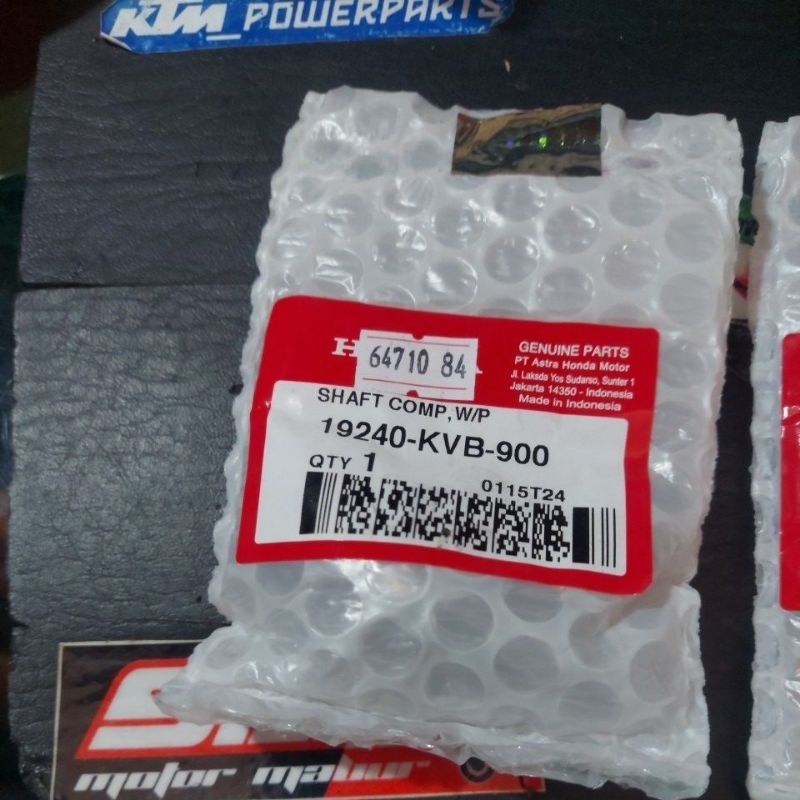 KTM_POWERPARTS
64710 84
GENUINE PARTS
PT Astra Honda Motor
Jl. Laksda Yos Sudarso, Sunter 1
Jakarta 14350 - Indonesia
Made in Indonesia
SHAFT COMP, W/P
19240-KVB-900
QTY 1
0115T24
motor mabur